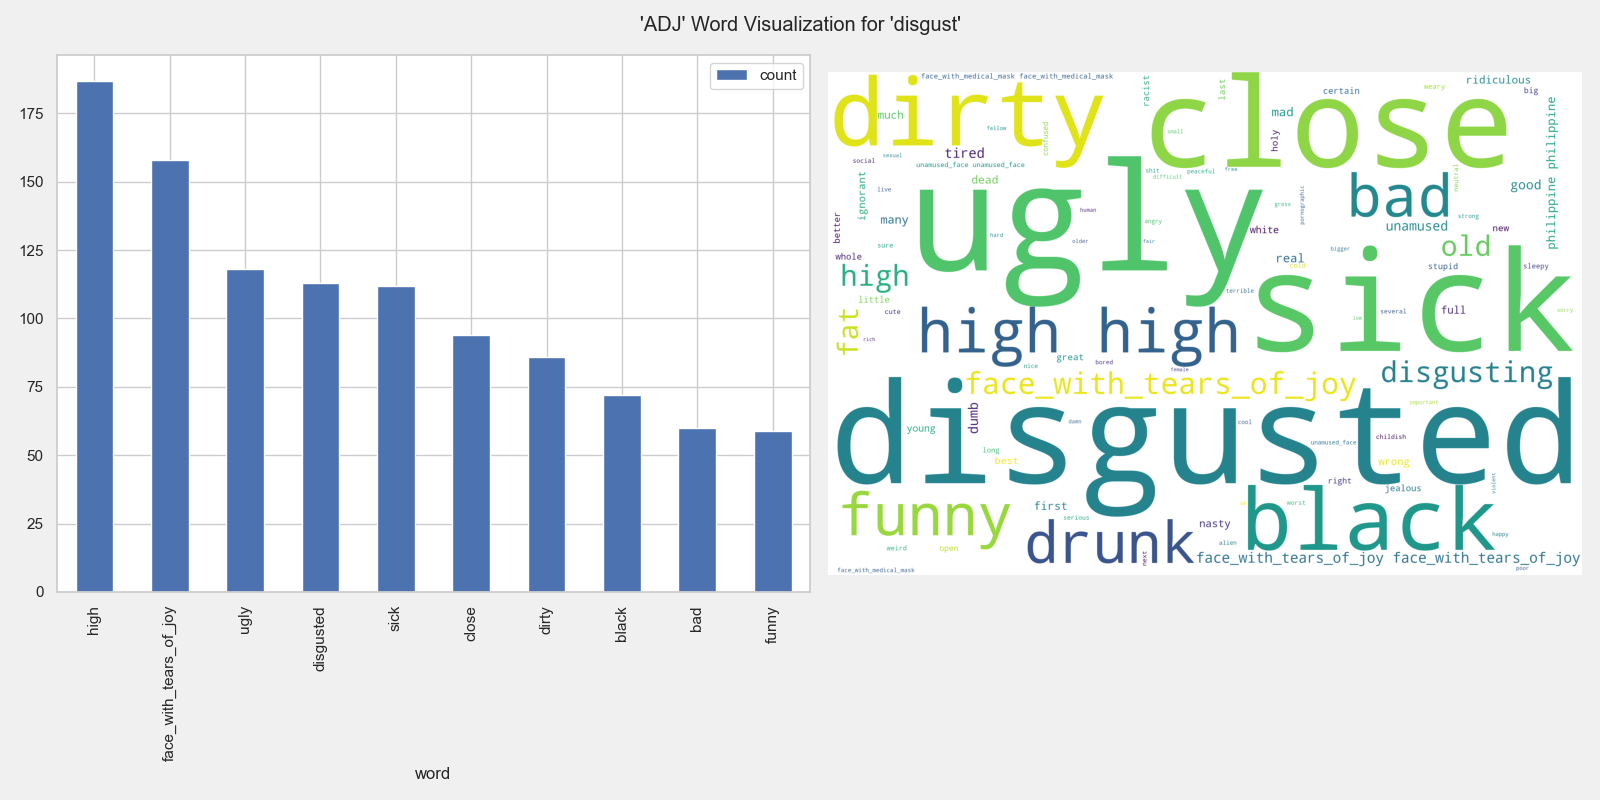 'ADJ' Word Visualization for 'disgust'
count
175
150
125
100
75
50
25
0
high
face_with_tears_of_joy
ugly
disgusted
sick
close
dirty
black
bad
funny
word
face_with_medical_mask face_with_medical_mask
dirty
close
racist
last
ridiculous
certain
weary
big
much
fellow
confused
small
mad
holy
philippine philippine
tired
social
sexual
unamused_face unamused_face
shit
peaceful
free
difficult
neutral
bad
good
ignorant
live
dead
ugly
human
gross
pornographic
strong
better
many
angry
white
unamused
new
sure
hard
older
fair
bigger
old
whole
real
cold
stupid
sleepy
high
sick
little
terrible
fat
cute
high high
several
full
sorry
rich
great
bored
nice
female
disgusting
face_with_tears_of_joy
disgusted
important
dumb
young
damn
cool
childish
unamused_face
long
best
wrong
right
jealous
violent
funny
first
serious
worst
black
drunk
nasty
happy
weird
open
alien
next
face_with_tears_of_joy face_with_tears_of_joy
face_with_medical_mask
poor